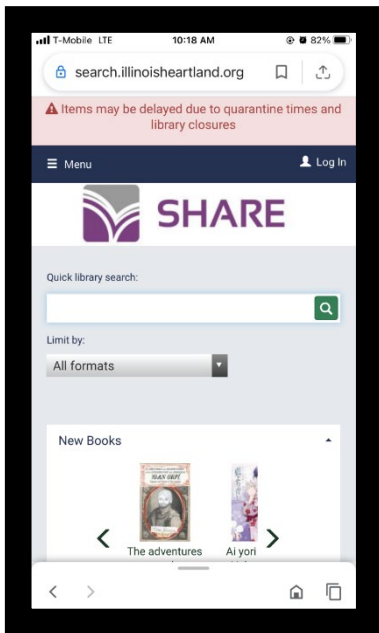 T-Mobile LTE 10:18 AM 82%
search.illinoisheartland.org
Items may be delayed due to quarantine times and
library closures
Menu Log In
SHARE
Quick library search:
Limit by:
All formats
New Books
The adventures Ai yori